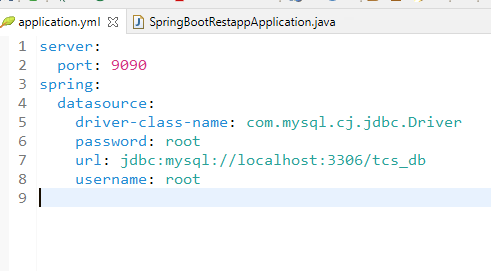 application.yml SpringBootRestappApplication.java
1 server:
2   port: 9090
3 spring:
4   datasource:
5     driver-class-name: com.mysql.cj.jdbc.Driver
6     password: root
7     url: jdbc:mysql://localhost:3306/tcs_db
8     username: root
9